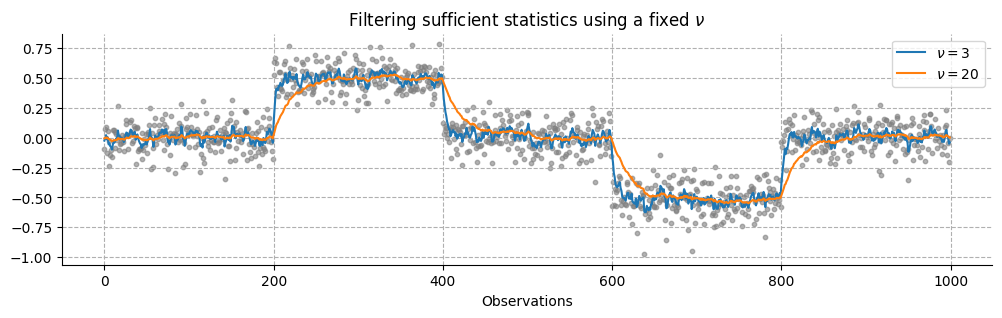 Filtering sufficient statistics using a fixed ν
ν = 3
ν = 20
0.75
0.50
0.25
0.00
−0.25
−0.50
−0.75
−1.00
0 200 400 600 800 1000
Observations